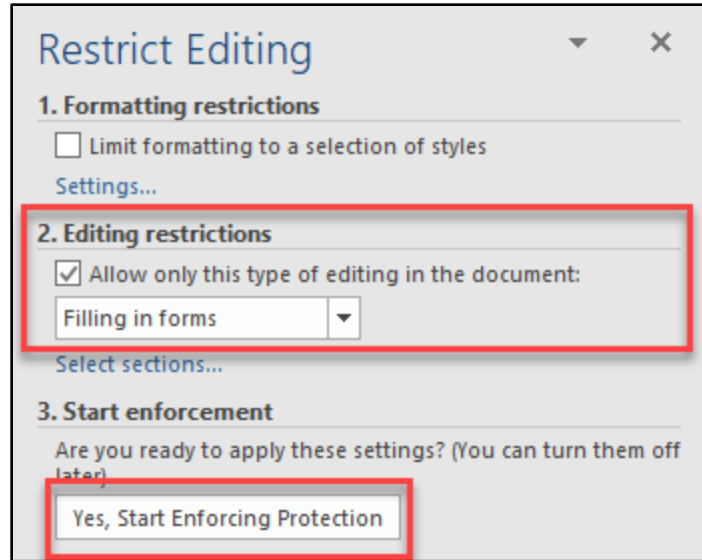 Restrict Editing
1. Formatting restrictions
Limit formatting to a selection of styles
Settings...
2. Editing restrictions
Allow only this type of editing in the document:
Filling in forms
Select sections...
3. Start enforcement
Are you ready to apply these settings? (You can turn them off
later)
Yes, Start Enforcing Protection